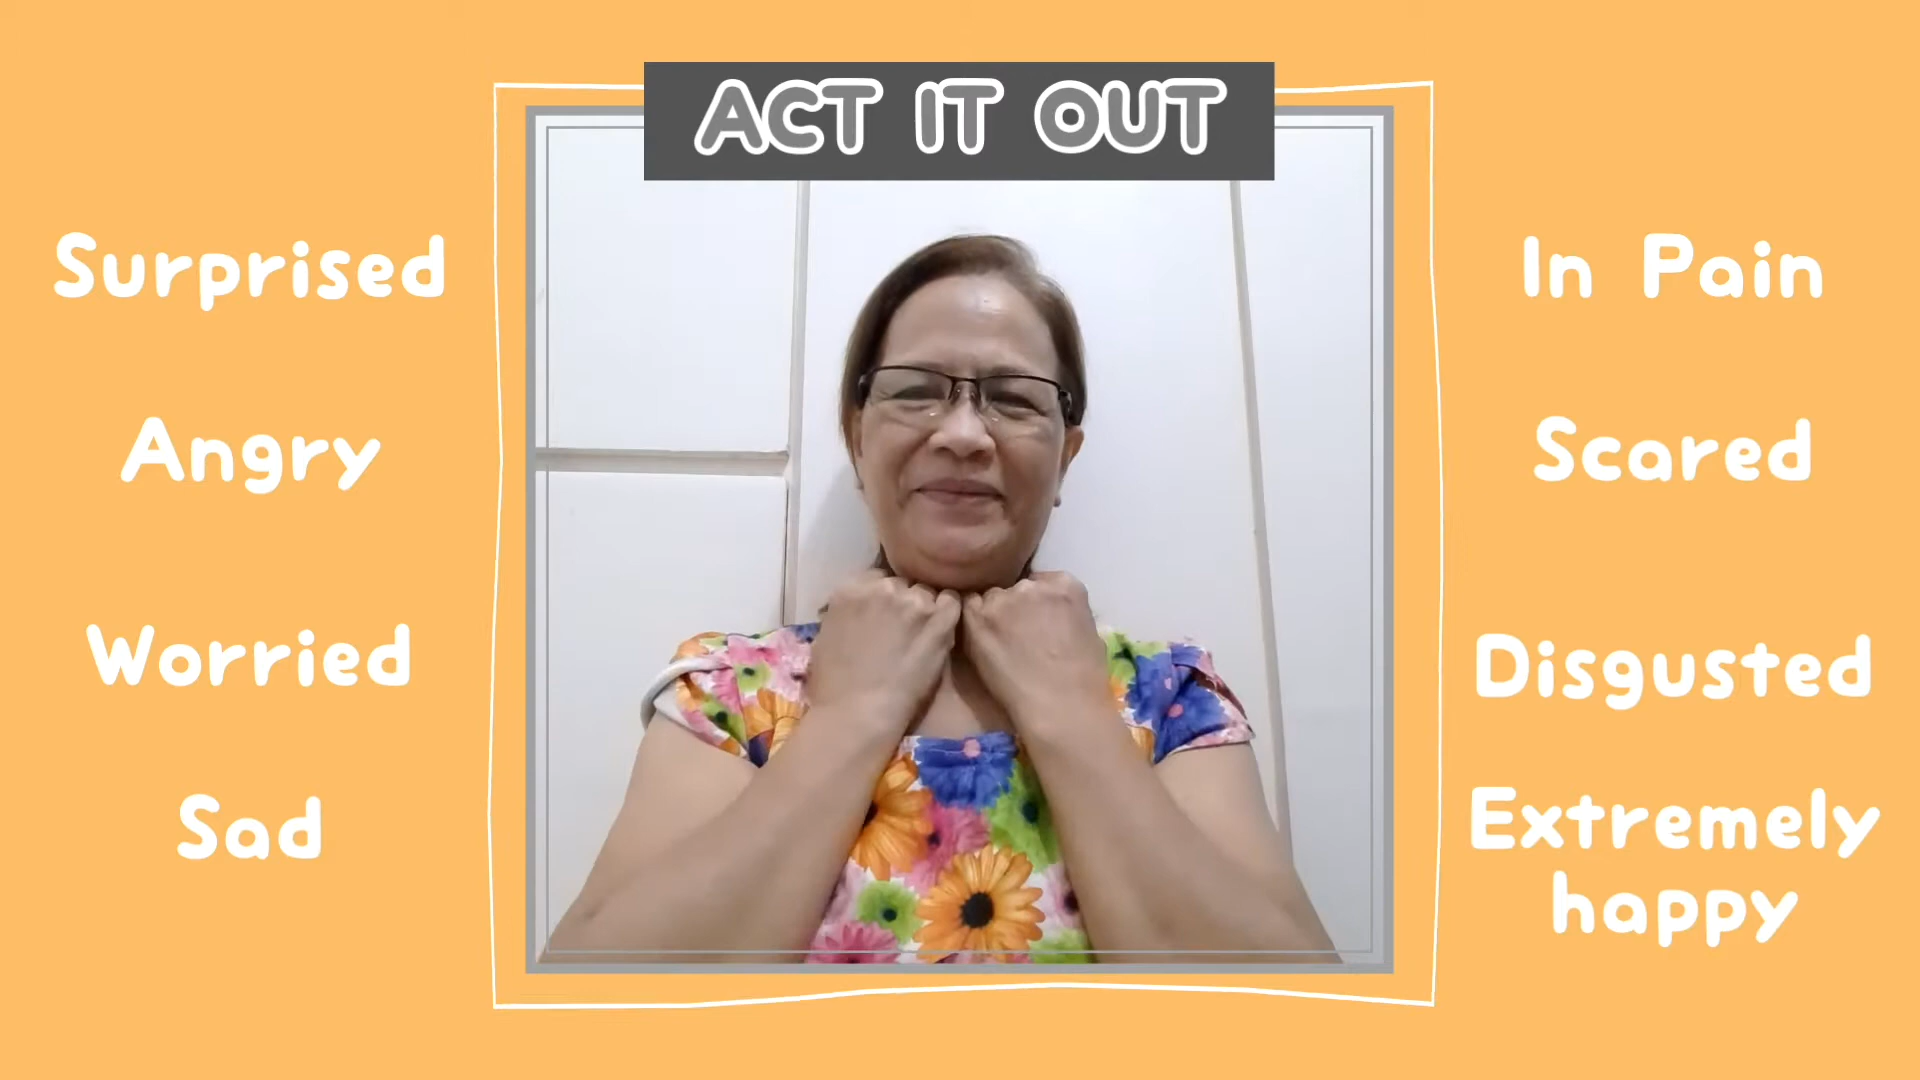 ACT IT OUT
Surprised
Angry
Worried
Sad
In Pain
Scared
Disgusted
Extremely
happy